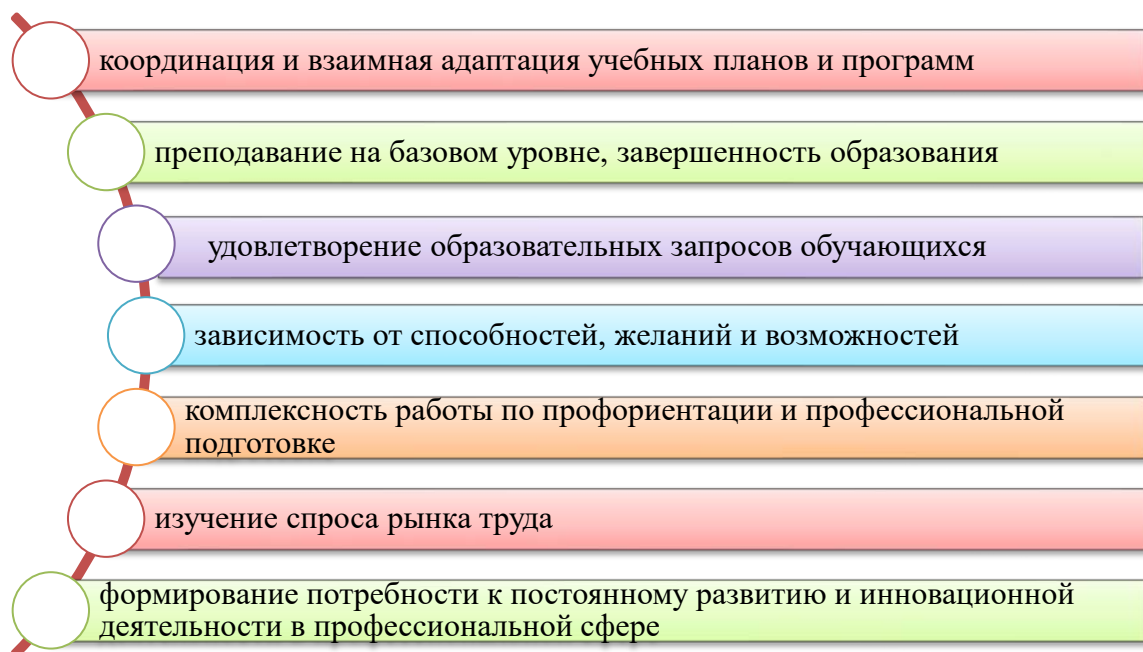 координация и взаимная адаптация учебных планов и программ
преподавание на базовом уровне, завершенность образования
удовлетворение образовательных запросов обучающихся
зависимость от способностей, желаний и возможностей
комплексность работы по профориентации и профессиональной
подготовке
изучение спроса рынка труда
формирование потребности к постоянному развитию и инновационной
деятельности в профессиональной сфере